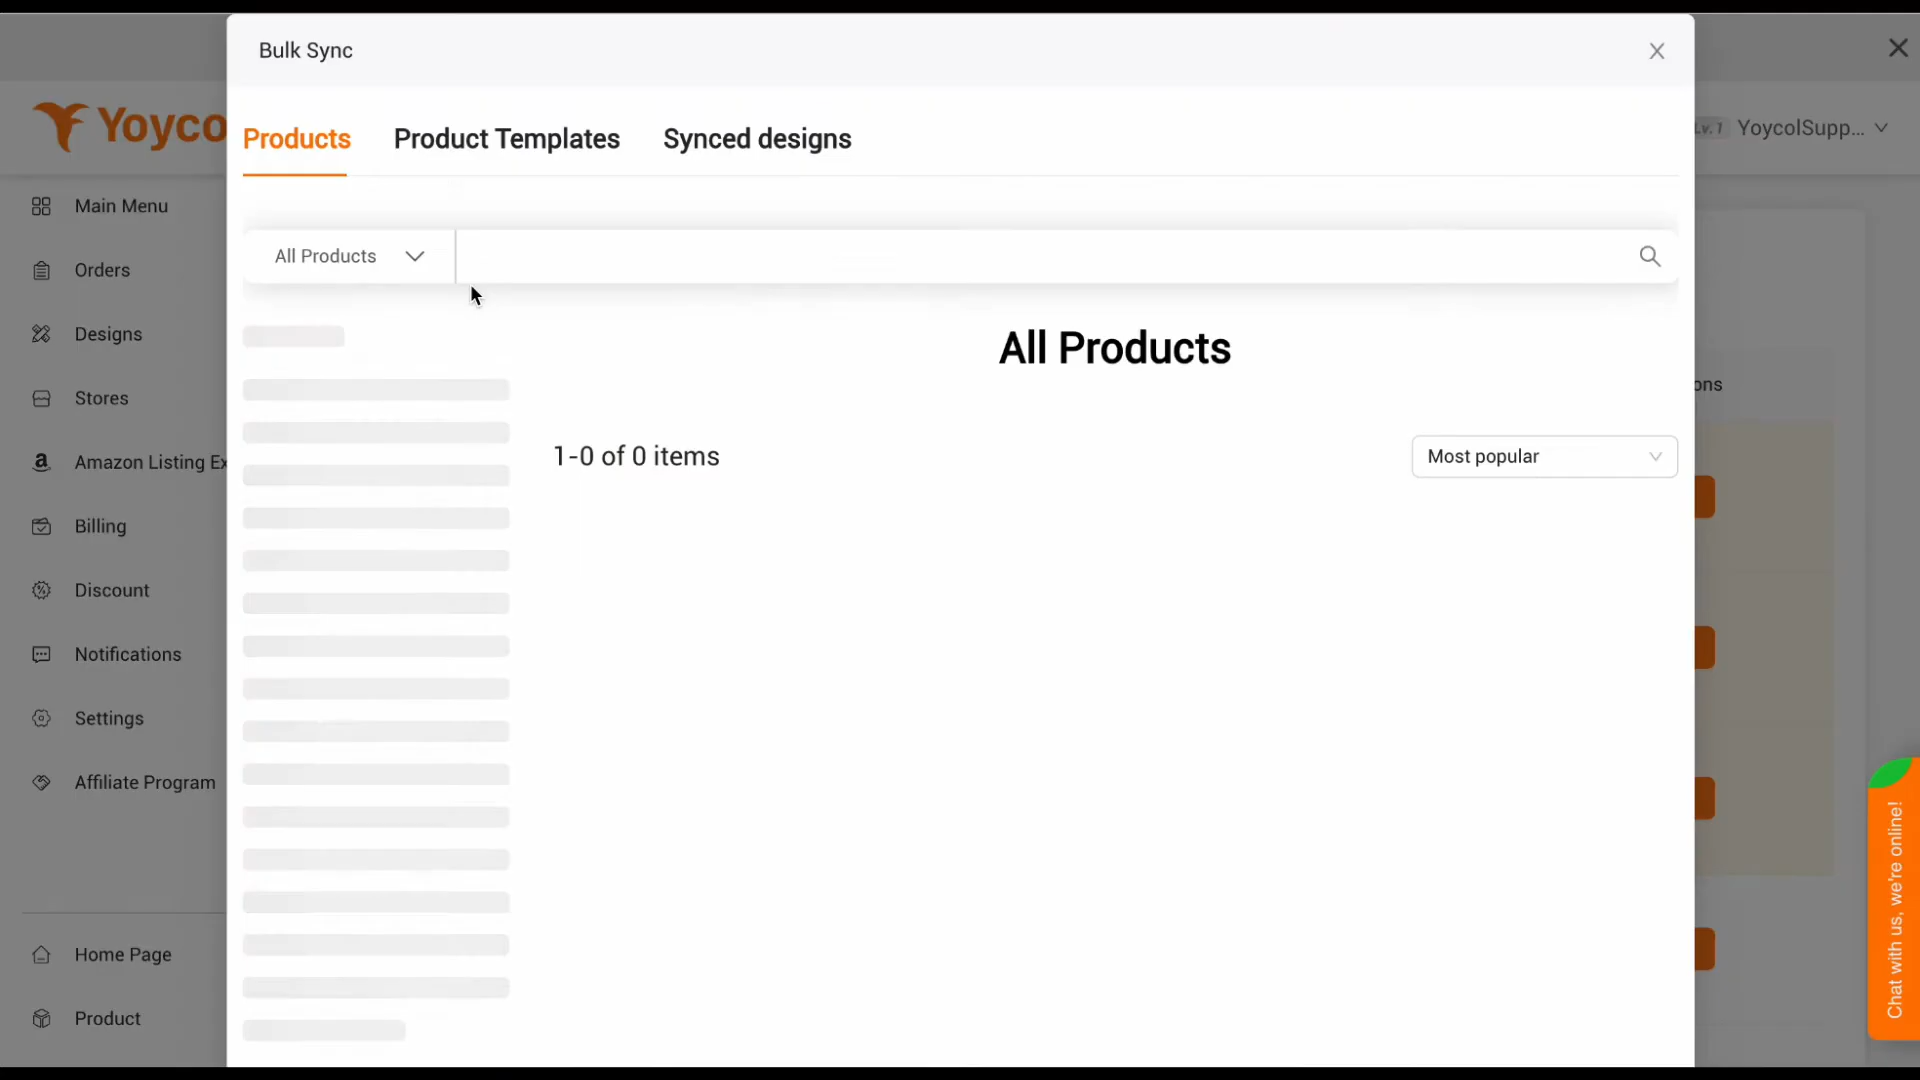 Bulk Sync
Yoyco
Products
Product Templates
Synced designs
Lv.1
YoycolSupp...
Main Menu
All Products
Orders
Designs
All Products
Stores
ons
1-0 of 0 items
Most popular
Amazon Listing Ex
Billing
Discount
Notifications
Settings
Affiliate Program
Chat with us, we're online!
Home Page
Product